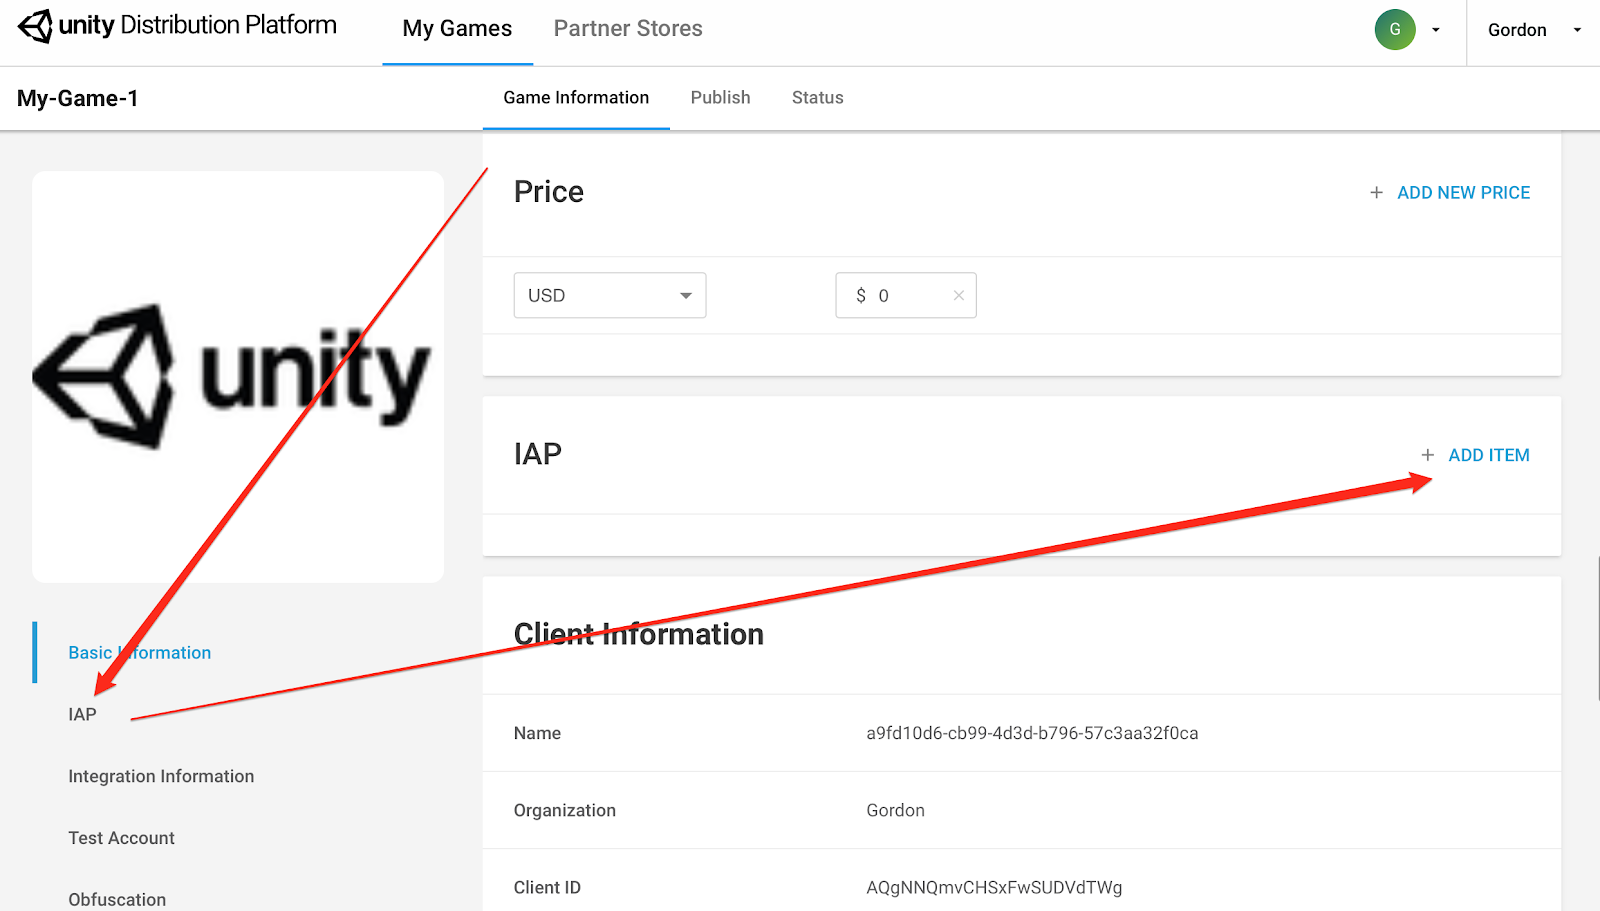 unity Distribution Platform
My Games
Partner Stores
G
Gordon
My-Game-1
Game Information
Publish
Status
unity
Basic Information
IAP
Integration Information
Test Account
Obfuscation
Price
+ ADD NEW PRICE
USD
$ 0
IAP
+ ADD ITEM
Client Information
Name a9fd10d6-cb99-4d3d-b796-57c3aa32f0ca
Organization Gordon
Client ID AQgNNQmvCHSxFwSUDVdTWg